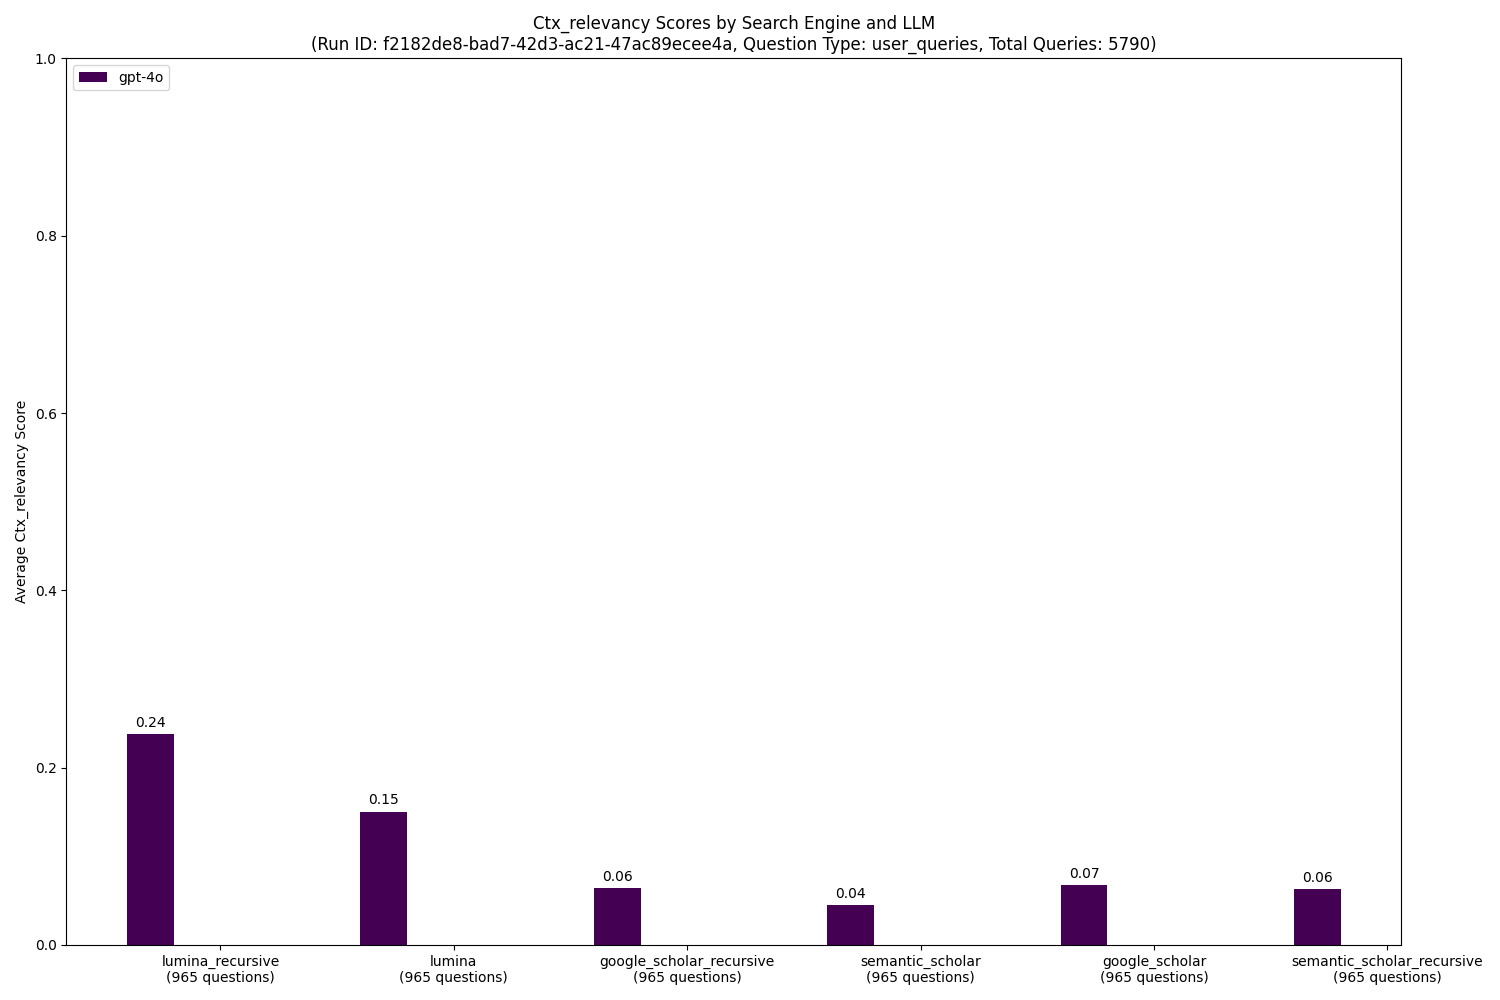 Ctx_relevancy Scores by Search Engine and LLM
(Run ID: f2182de8-bad7-42d3-ac21-47ac89ecee4a, Question Type: user_queries, Total Queries: 5790)
gpt-4o
Average Ctx_relevancy Score
1.0
0.8
0.6
0.4
0.2
0.0
0.24
0.15
0.06
0.04
0.07
0.06
lumina_recursive
(965 questions)
lumina
(965 questions)
google_scholar_recursive
(965 questions)
semantic_scholar
(965 questions)
google_scholar
(965 questions)
semantic_scholar_recursive
(965 questions)